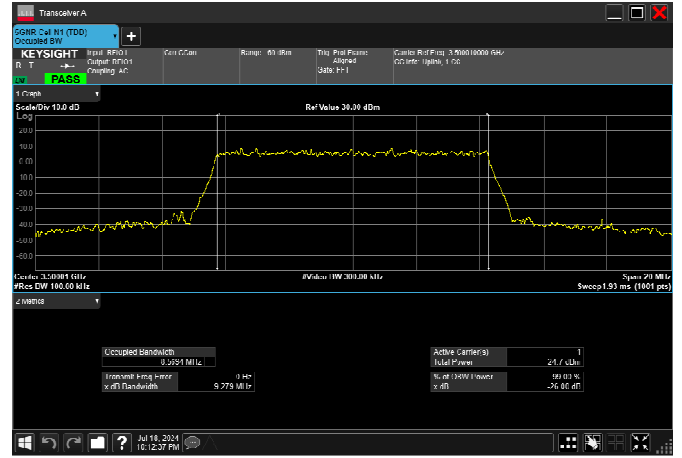 Transceiver A
5GNR Cell N1 (TDD)
Occupied BW
KEYSIGHT
R T
PASS
Input: RFIO1
Output: RFIO1
Coupling: AC
Corr CCorr
Trig: Prot Frame
Aligned
Gate: FFT
Carrier Ref Freq: 3.500010000 GHz
CC Info: Uplink, 1 CC
1 Graph
Scale/Div 10.0 dB
Ref Value 30.00 dBm
Log
20.0
10.0
0.00
-10.0
-20.0
-30.0
-40.0
-50.0
-60.0
Center 3.50001 GHz
#Video BW 300.00 kHz
Span 20 MHz
#Res BW 100.00 kHz
Sweep 1.93 ms (1001 pts)
2 Metrics
Occupied Bandwidth
8.5694 MHz
Transmit Freq Error
0 Hz
x dB Bandwidth
9.279 MHz
Active Carrier(s)
1
Total Power
24.7 dBm
% of OBW Power
99.00 %
x dB
-26.00 dB
?
Jul 18, 2024
10:12:37 PM